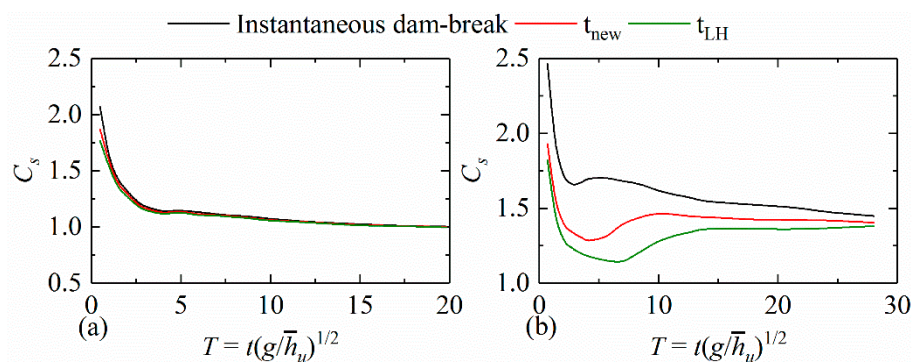 Instantaneous dam-break t_new t_LH
2.5 2.0 1.5 1.0 0.5
C_s
0 5 10 15 20
(a)
T = t(g/h̅_u)^1/2
2.5 2.0 1.5 1.0
C_s
0 10 20 30
(b)
T = t(g/h̅_u)^1/2